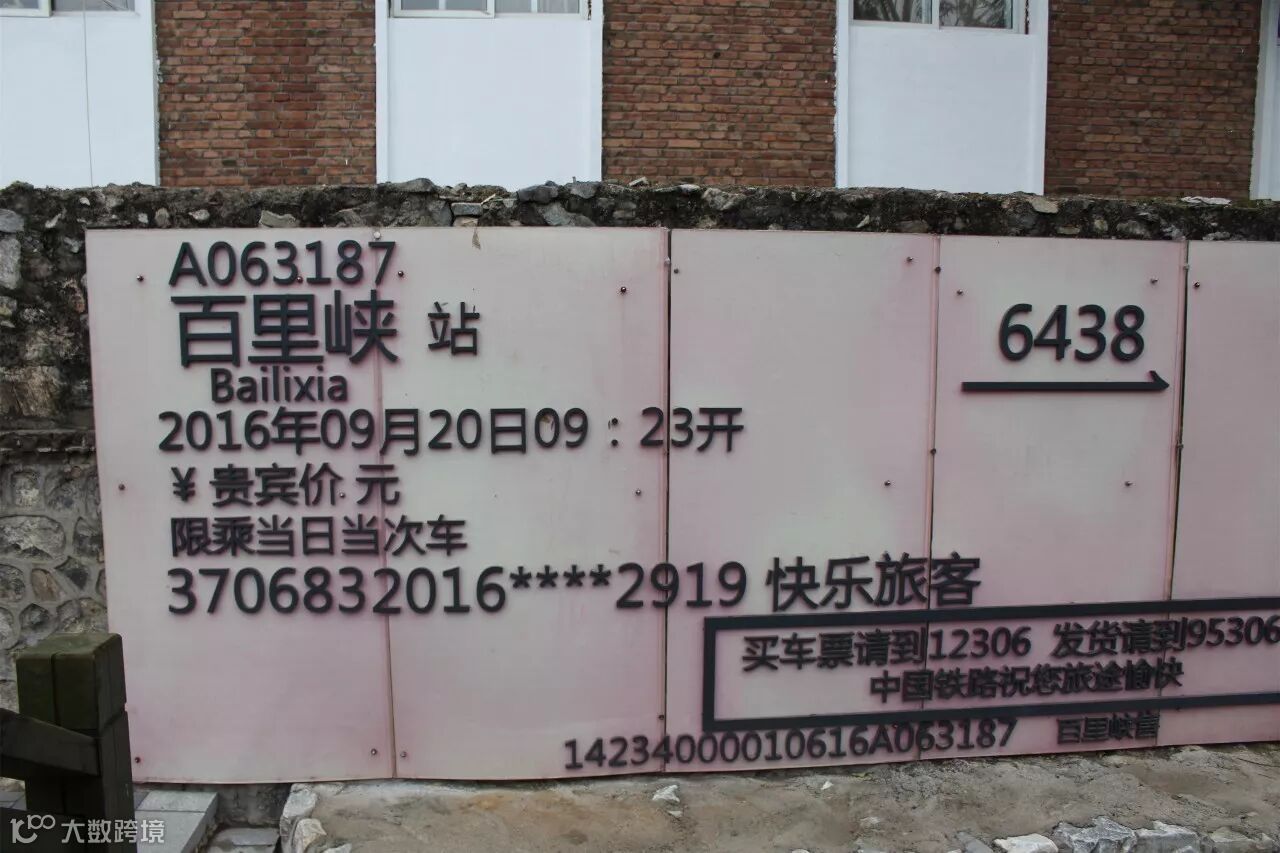 A063187
百里峡 站
6438
Bailixia
2016年09月20日09：23开
￥贵宾价 元
限乘当日当次车
3706832016****2919 快乐旅客
买车票请到12306 发货请到95306
中国铁路祝您旅途愉快
14234000010616A063187 百里峡售
大数跨境